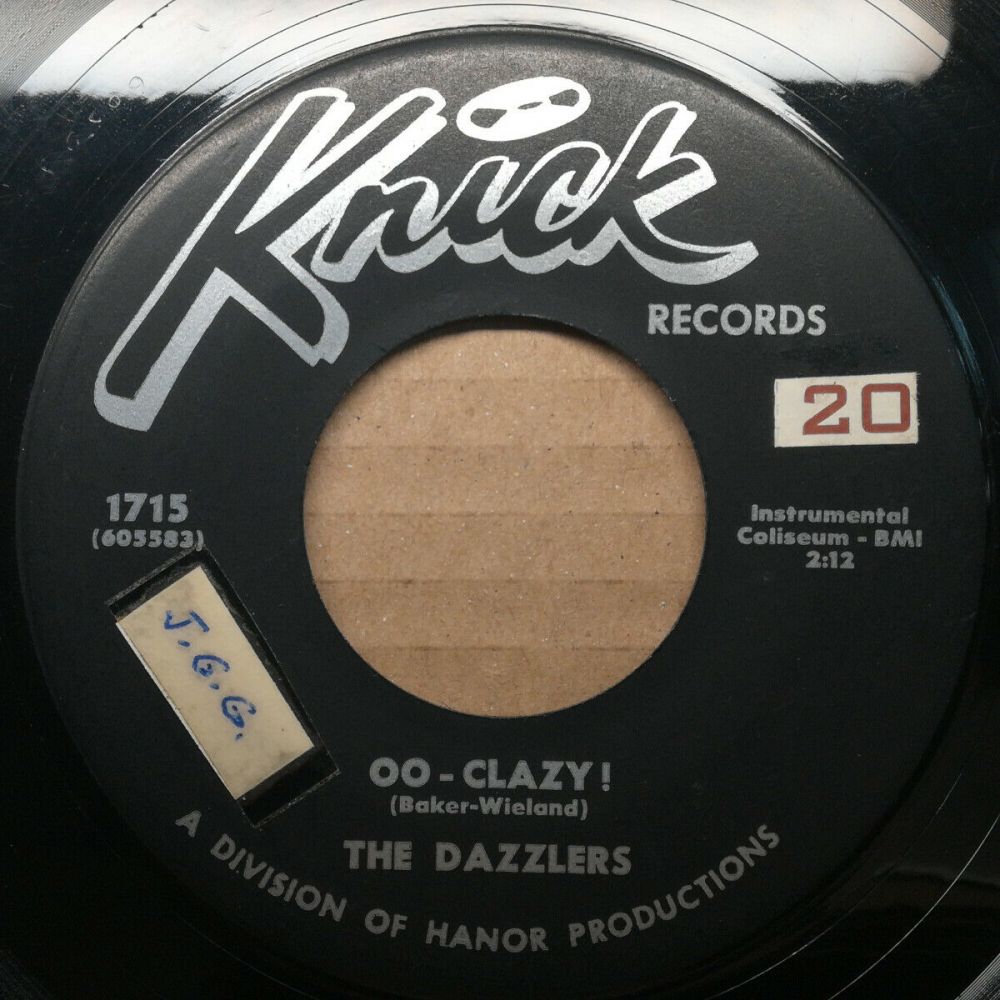 Knick
RECORDS
20
1715
(605583)
Instrumental
Coliseum - BMI
2:12
J.G.G.
OO - CLAZY!
(Baker-Wieland)
THE DAZZLERS
A DIVISION OF HANOR PRODUCTIONS